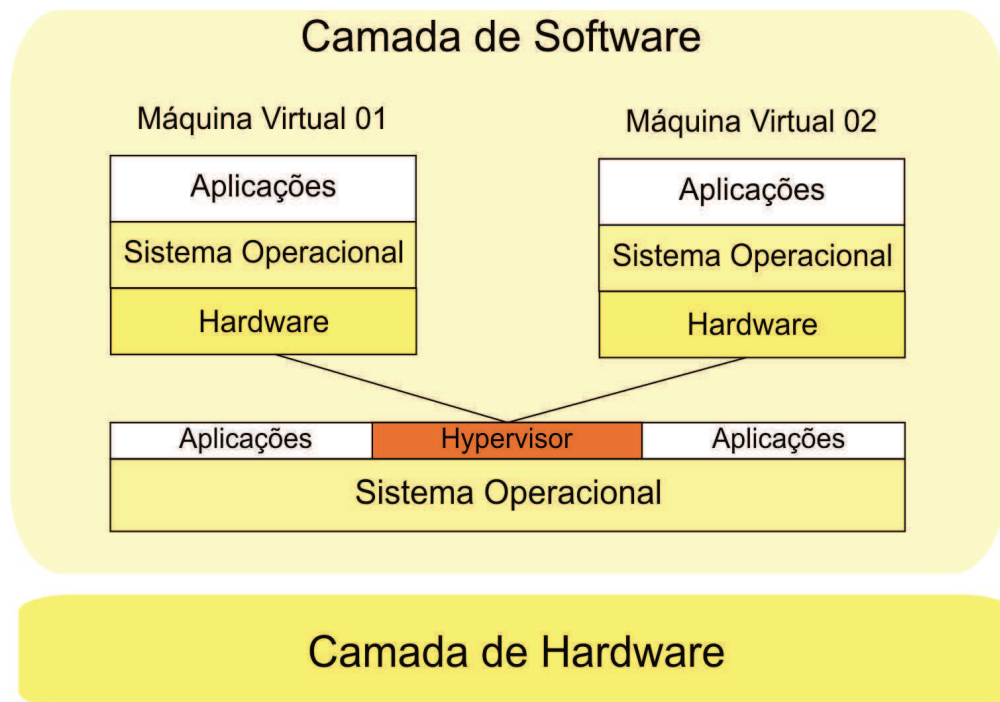 Camada de Software
Máquina Virtual 01
Máquina Virtual 02
Aplicações
Sistema Operacional
Hardware
Aplicações
Sistema Operacional
Hardware
Aplicações
Hypervisor
Aplicações
Sistema Operacional
Camada de Hardware